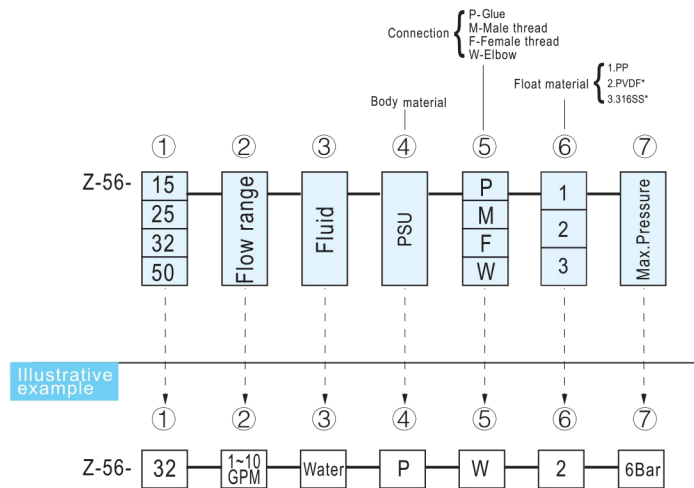 P-Glue
Connection { M-Male thread
F-Female thread
W-Elbow
1.PP
Float material { 2.PVDF*
3.316SS*
Body material
① ② ③ ④ ⑤ ⑥ ⑦
Z-56- 15 Flow range Fluid PSU P 1 Max.Pressure
25 M 2
32 F 3
50 W
Illustrative
example
① ② ③ ④ ⑤ ⑥ ⑦
Z-56- 32 1~10 GPM Water P W 2 6Bar